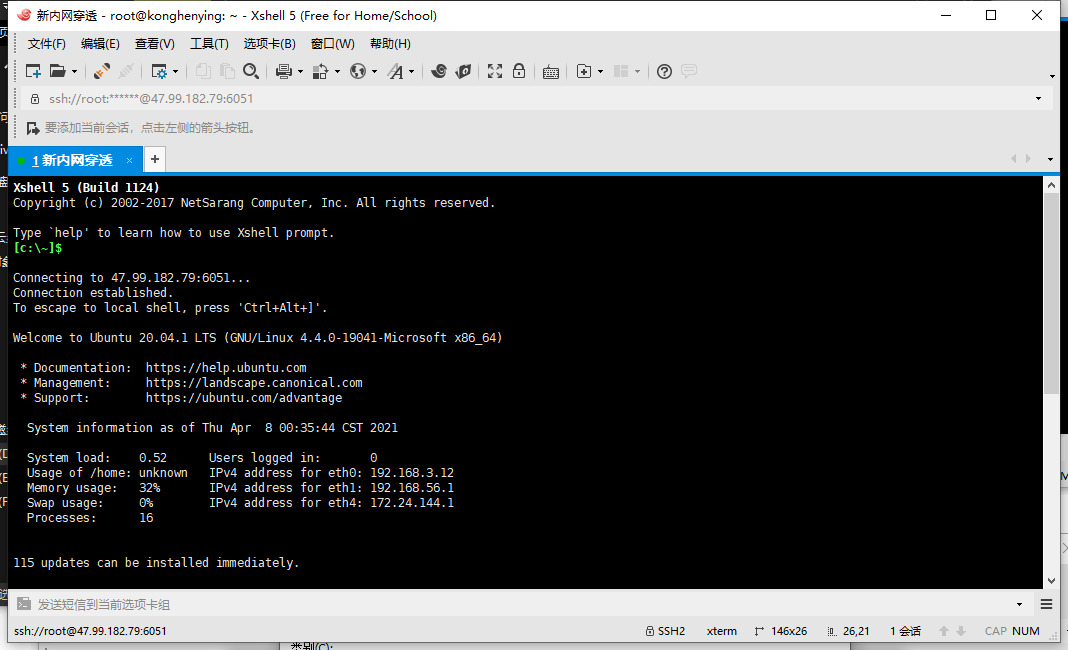 新内网穿透 - root@konghenying: ~ - Xshell 5 (Free for Home/School)
文件(F) 编辑(E) 查看(V) 工具(T) 选项卡(B) 窗口(W) 帮助(H)
ssh://root:******@47.99.182.79:6051
要添加当前会话，点击左侧的箭头按钮。
1 新内网穿透 × +
Xshell 5 (Build 1124)
Copyright (c) 2002-2017 NetSarang Computer, Inc. All rights reserved.
Type `help' to learn how to use Xshell prompt.
[c:\~]$
Connecting to 47.99.182.79:6051...
Connection established.
To escape to local shell, press 'Ctrl+Alt+]'.
Welcome to Ubuntu 20.04.1 LTS (GNU/Linux 4.4.0-19041-Microsoft x86_64)
* Documentation:  https://help.ubuntu.com
* Management:     https://landscape.canonical.com
* Support:        https://ubuntu.com/advantage
System information as of Thu Apr  8 00:35:44 CST 2021
System load:    0.52      Users logged in:       0
Usage of /home: unknown   IPv4 address for eth0: 192.168.3.12
Memory usage:   32%       IPv4 address for eth1: 192.168.56.1
Swap usage:     0%        IPv4 address for eth4: 172.24.144.1
Processes:      16
115 updates can be installed immediately.
发送短信到当前选项卡组
ssh://root@47.99.182.79:6051 SSH2 xterm 146x26 26,21 1 会话 CAP NUM
类别(C):